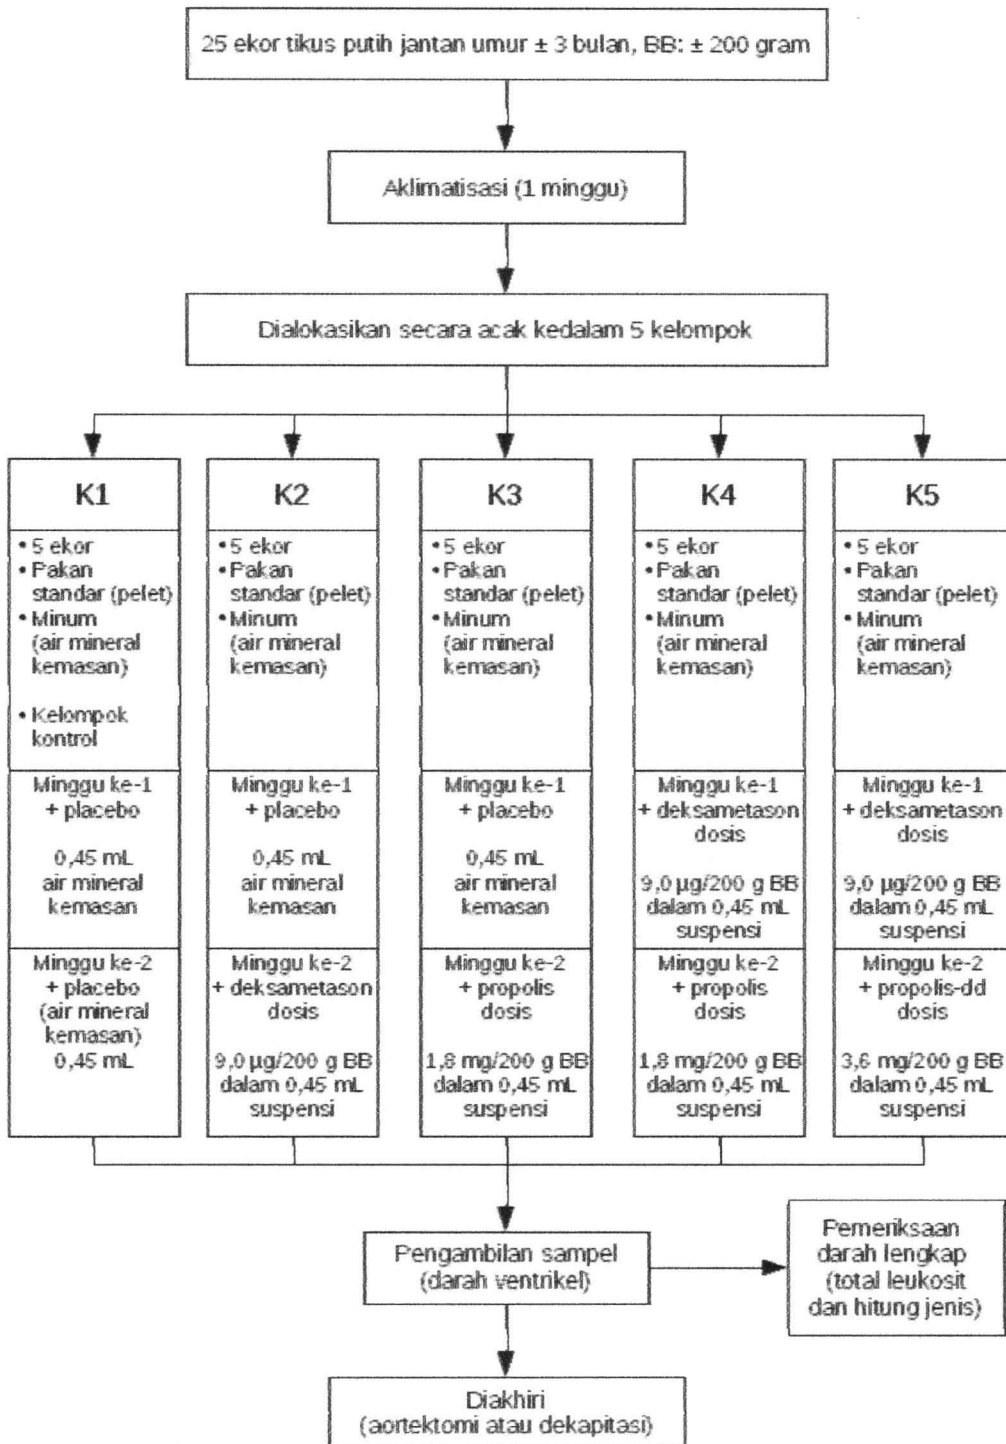 25 ekor tikus putih jantan umur ± 3 bulan, BB: ± 200 gram
Aklimatisasi (1 minggu)
Dialokasikan secara acak kedalam 5 kelompok
K1
• 5 ekor
• Pakan
standar (pelet)
• Minum
(air mineral
kemasan)
• Kelompok
kontrol
Minggu ke-1
+ placebo
0,45 mL
air mineral
kemasan
Minggu ke-2
+ placebo
(air mineral
kemasan)
0,45 mL
K2
• 5 ekor
• Pakan
standar (pelet)
• Minum
(air mineral
kemasan)
Minggu ke-1
+ placebo
0,45 mL
air mineral
kemasan
Minggu ke-2
+ deksametason
dosis
9,0 µg/200 g BB
dalam 0,45 mL
suspensi
K3
• 5 ekor
• Pakan
standar (pelet)
• Minum
(air mineral
kemasan)
Minggu ke-1
+ placebo
0,45 mL
air mineral
kemasan
Minggu ke-2
+ propolis
dosis
1,8 mg/200 g BB
dalam 0,45 mL
suspensi
K4
• 5 ekor
• Pakan
standar (pelet)
• Minum
(air mineral
kemasan)
Minggu ke-1
+ deksametason
dosis
9,0 µg/200 g BB
dalam 0,45 mL
suspensi
Minggu ke-2
+ propolis
dosis
1,8 mg/200 g BB
dalam 0,45 mL
suspensi
K5
• 5 ekor
• Pakan
standar (pelet)
• Minum
(air mineral
kemasan)
Minggu ke-1
+ deksametason
dosis
9,0 µg/200 g BB
dalam 0,45 mL
suspensi
Minggu ke-2
+ propolis-dd
dosis
3,6 mg/200 g BB
dalam 0,45 mL
suspensi
Pengambilan sampel
(darah ventrikel)
Pemeriksaan
darah lengkap
(total leukosit
dan hitung jenis)
Diakhiri
(aortektomi atau dekapitasi)